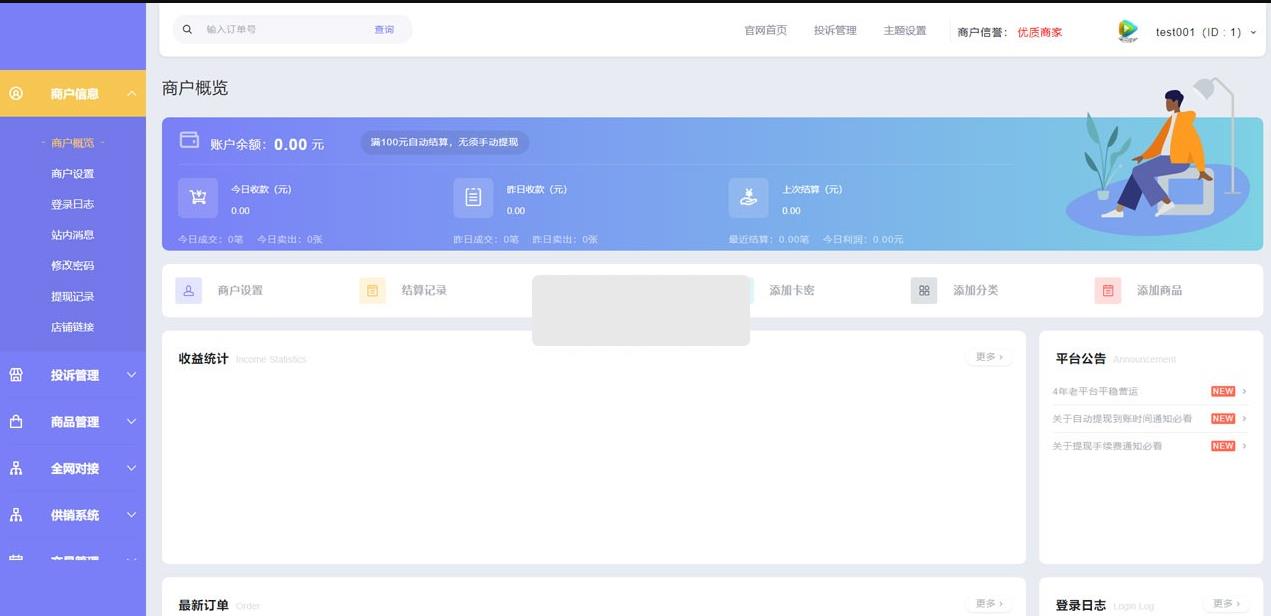 输入订单号 查询 官网首页 投诉管理 主题设置 商户信誉： 优质商家 test001（ID：1）
商户信息
- 商户概览 -
商户设置
登录日志
站内消息
修改密码
提现记录
店铺链接
投诉管理
商品管理
全网对接
供销系统
商户概览
账户余额：0.00 元 满100元自动结算，无须手动提现
今日收款（元） 昨日收款（元） 上次结算（元）
0.00 0.00 0.00
今日成交：0笔 今日卖出：0张 昨日成交：0笔 昨日卖出：0张 最近结算：0.00笔 今日利润：0.00元
商户设置 结算记录 添加卡密 添加分类 添加商品
收益统计 Income Statistics 更多 ›
平台公告 Announcement
4年老平台平稳营运 NEW ›
关于自动提现到账时间通知必看 NEW ›
关于提现手续费通知必看 NEW ›
最新订单 Order 更多 ›
登录日志 Login Log 更多 ›